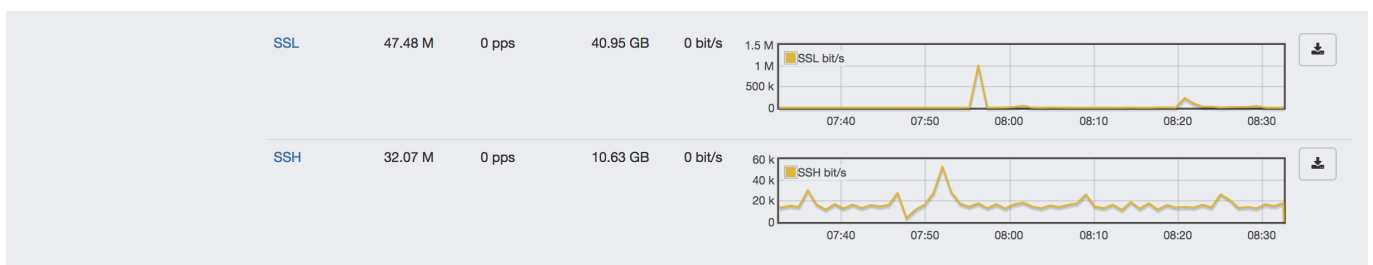 SSL 47.48 M 0 pps 40.95 GB 0 bit/s
1.5 M
SSL bit/s
1 M
500 k
0
07:40 07:50 08:00 08:10 08:20 08:30
SSH 32.07 M 0 pps 10.63 GB 0 bit/s
60 k
SSH bit/s
40 k
20 k
0
07:40 07:50 08:00 08:10 08:20 08:30